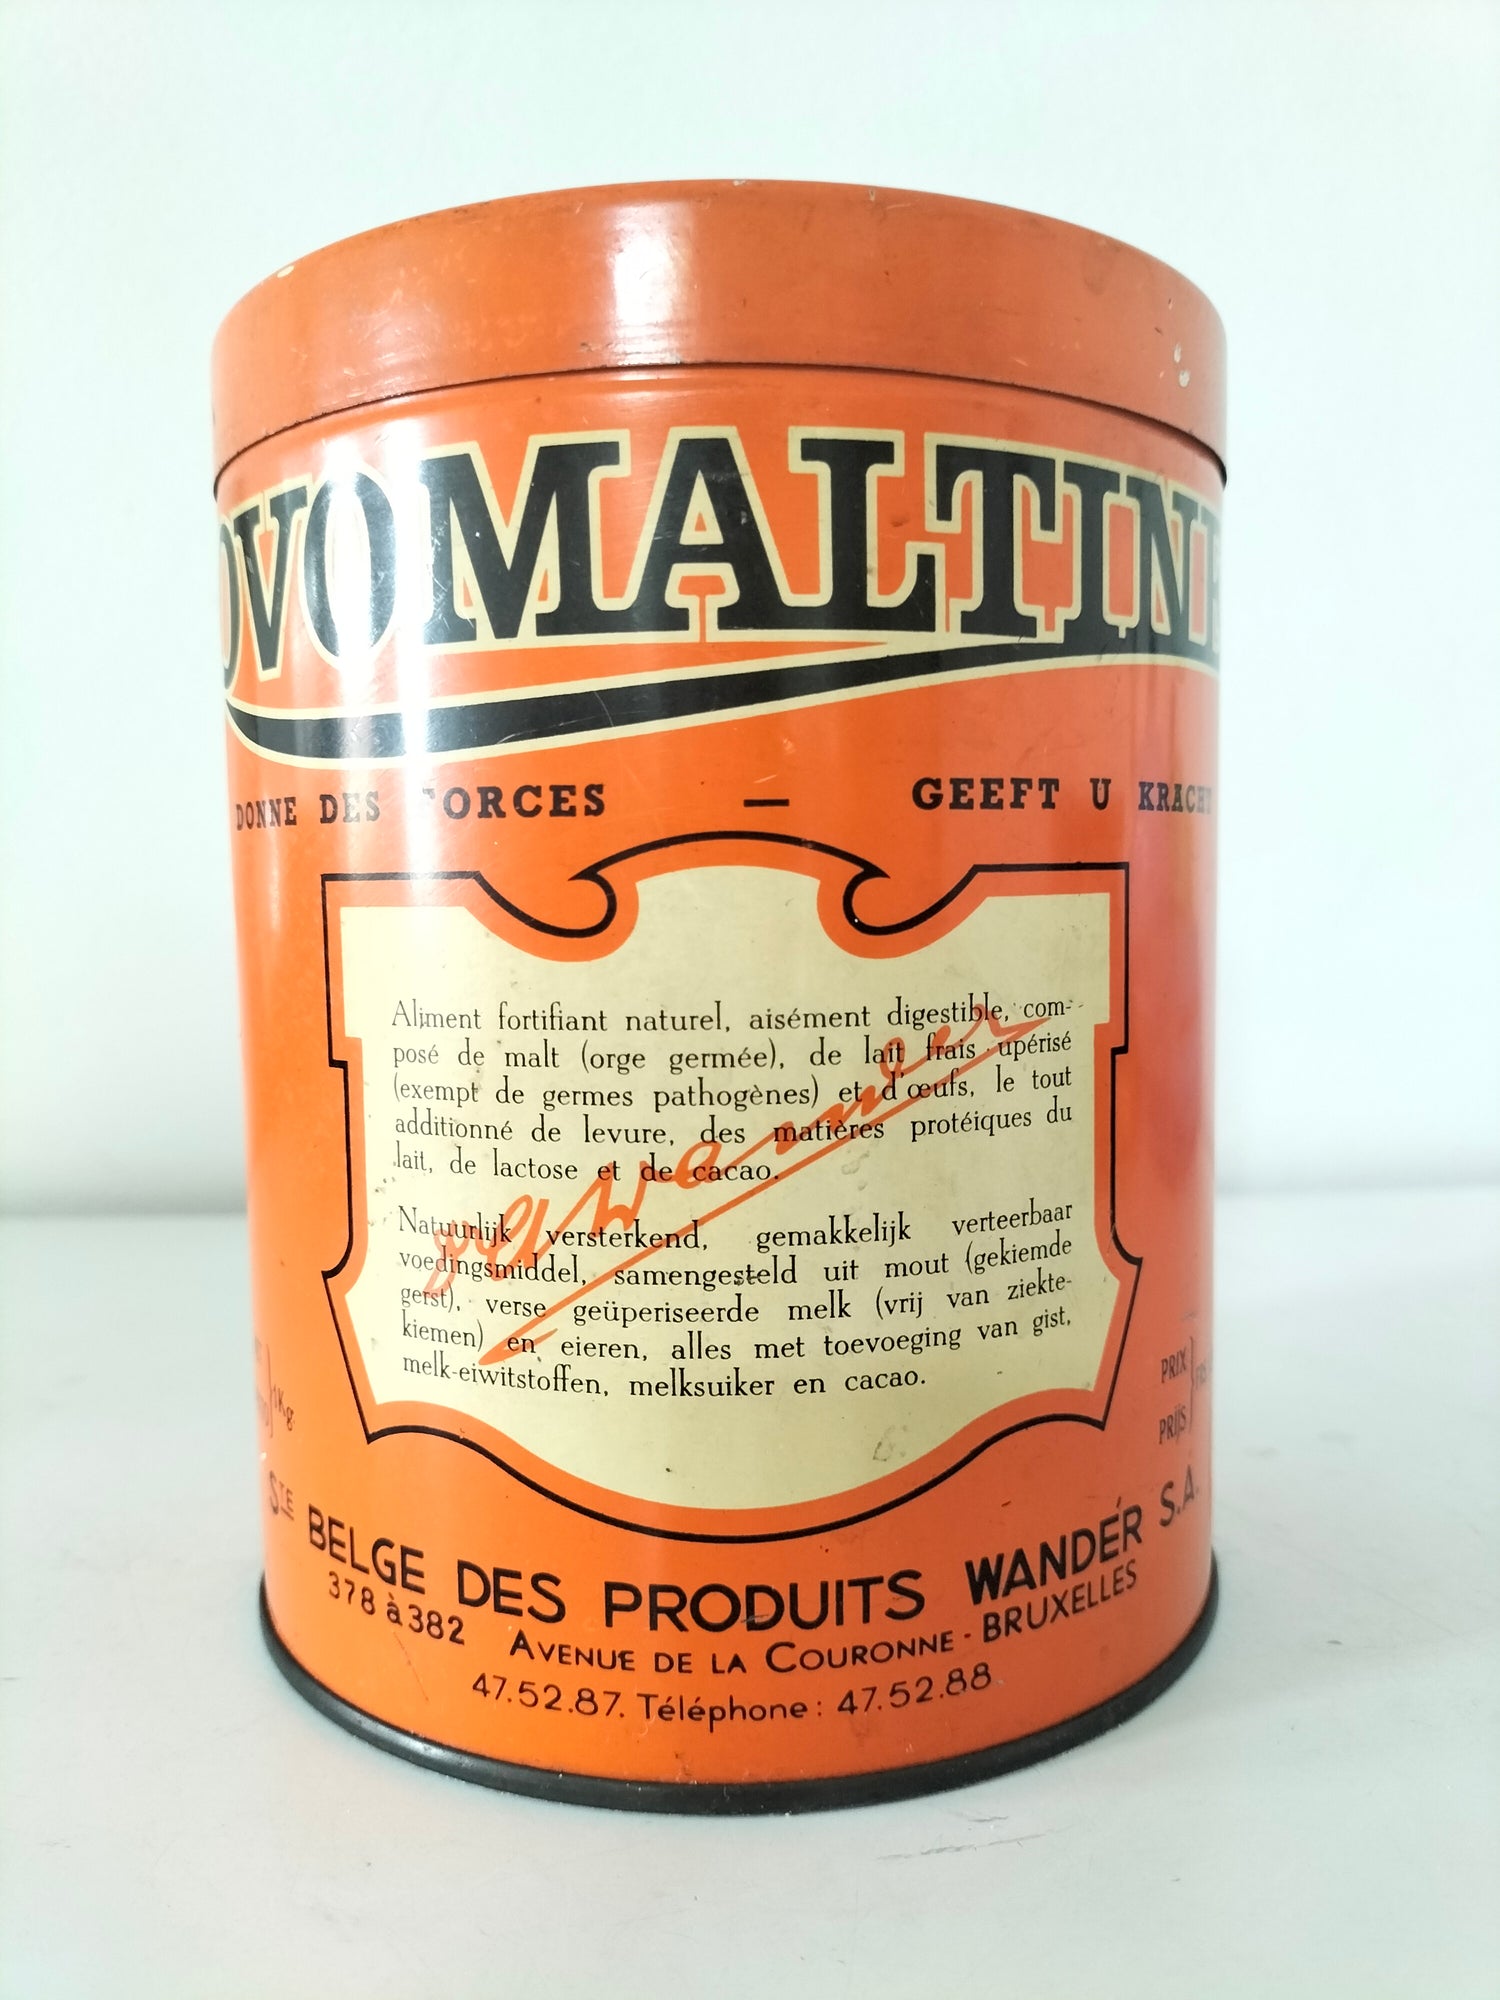 OVOMALTINE
DONNE DES FORCES — GEEFT U KRACHT
Aliment fortifiant naturel, aisément digestible, com-
posé de malt (orge germée), de lait frais upérisé
(exempt de germes pathogènes) et d'œufs, le tout
additionné de levure, des matières protéiques du
lait, de lactose et de cacao.
Natuurlijk versterkend, gemakkelijk verteerbaar
voedingsmiddel, samengesteld uit mout (gekiemde
gerst), verse geüperiseerde melk (vrij van ziekte-
kiemen) en eieren, alles met toevoeging van gist,
melk-eiwitstoffen, melksuiker en cacao.
1Kg.
PRIX
PRIJS
STE BELGE DES PRODUITS WANDER S.A.
378 à 382 AVENUE DE LA COURONNE - BRUXELLES
47.52.87. Téléphone : 47.52.88